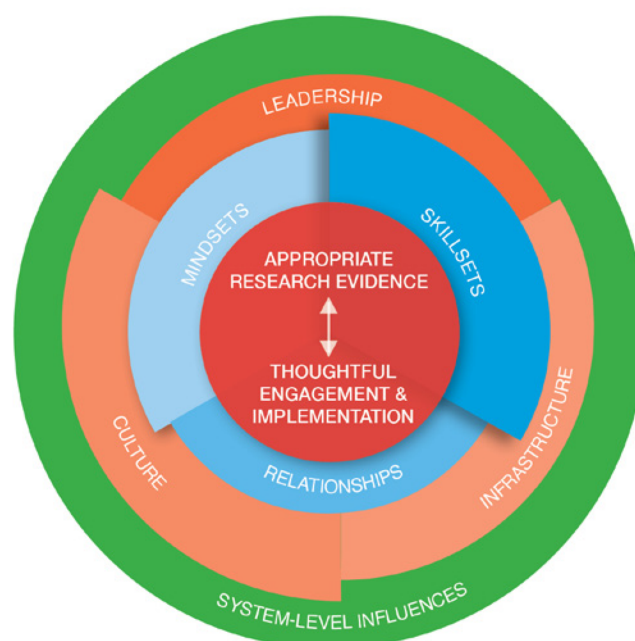 LEADERSHIP
MINDSETS
SKILLSETS
APPROPRIATE
RESEARCH EVIDENCE
THOUGHTFUL
ENGAGEMENT &
IMPLEMENTATION
RELATIONSHIPS
CULTURE
INFRASTRUCTURE
SYSTEM-LEVEL INFLUENCES